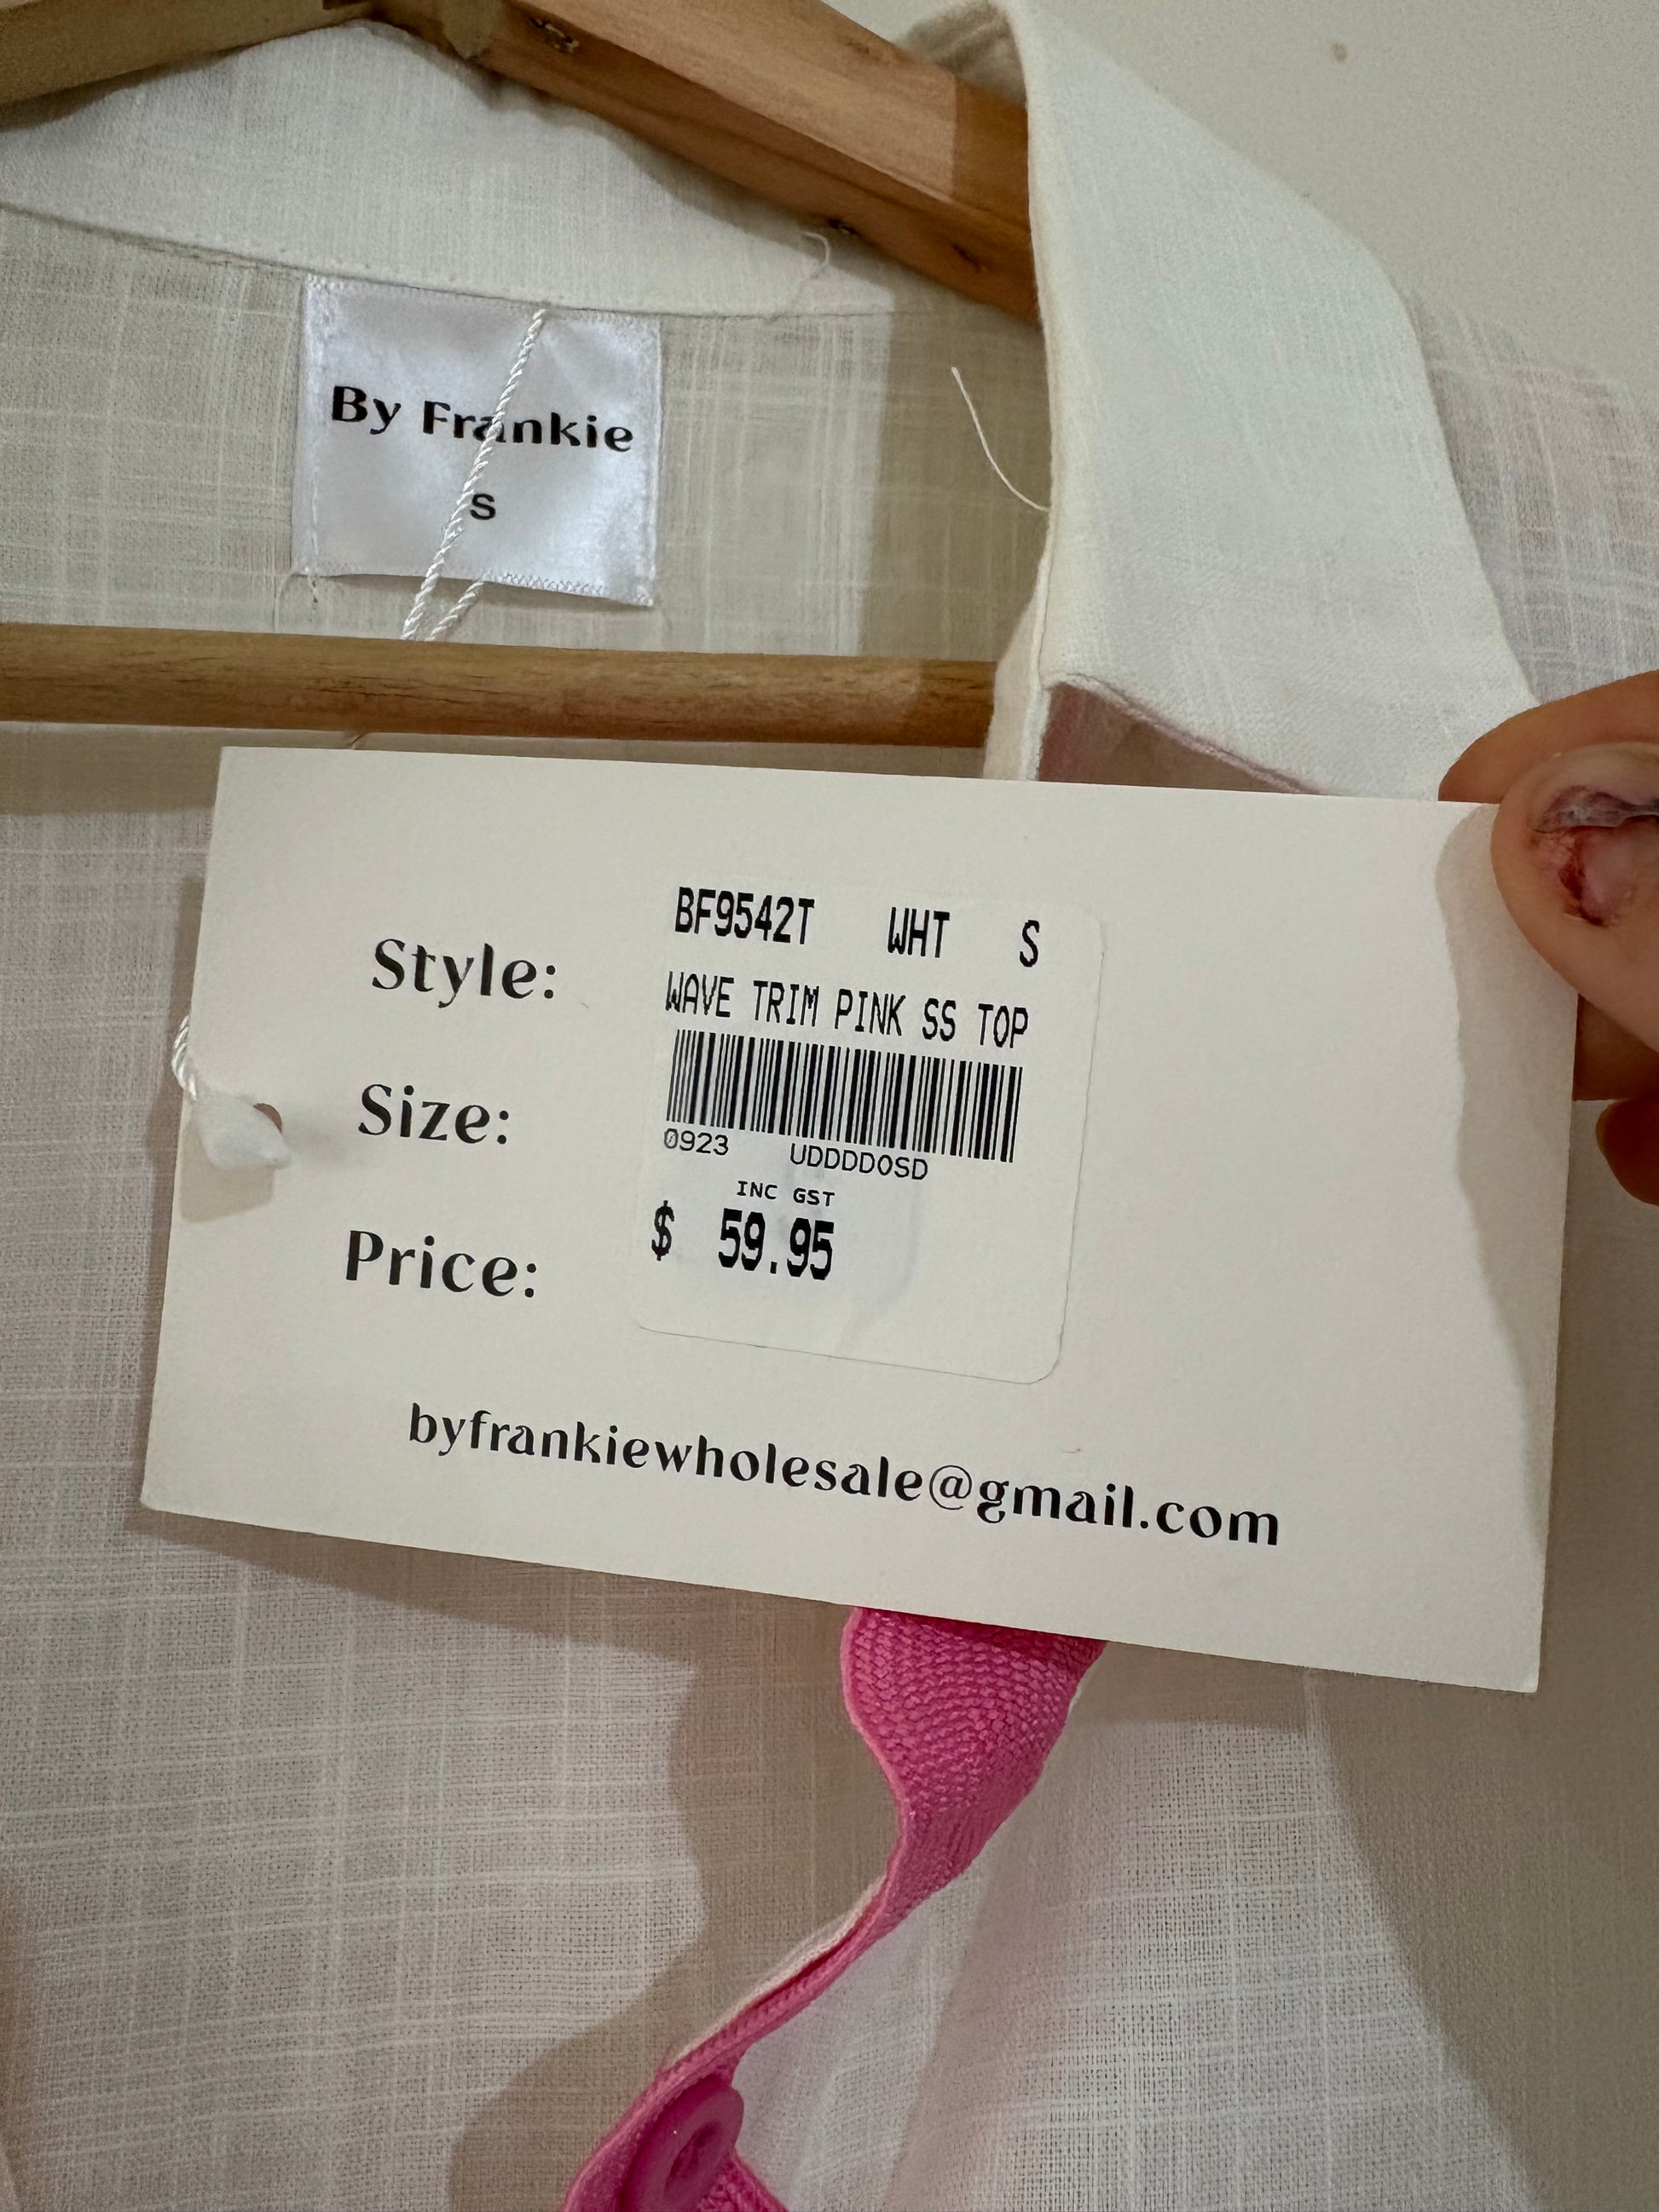 By Frankie
S
Style:
BF9542T WHT S
WAVE TRIM PINK SS TOP
Size:
0923 UDDDDOSD
INC GST
Price:
$ 59.95
byfrankiewholesale@gmail.com